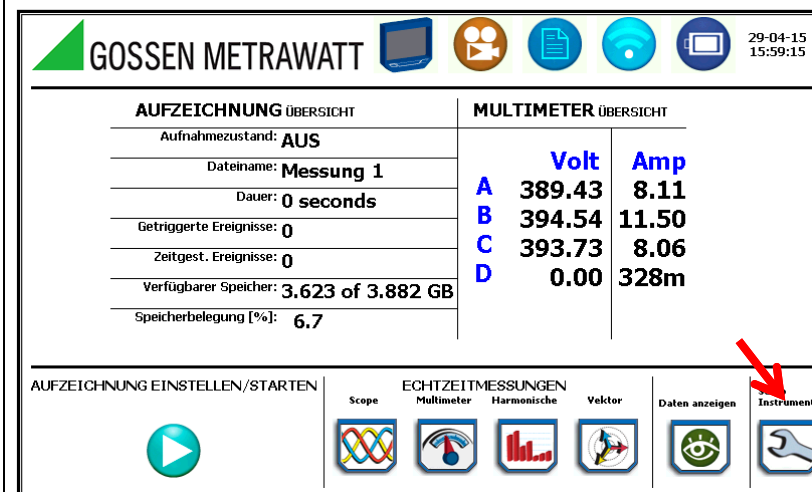 GOSSEN METRAWATT
29-04-15
15:59:15
AUFZEICHNUNG ÜBERSICHT
Aufnahmezustand: AUS
Dateiname: Messung 1
Dauer: 0 seconds
Getriggerte Ereignisse: 0
Zeitgest. Ereignisse: 0
Verfügbarer Speicher: 3.623 of 3.882 GB
Speicherbelegung [%]: 6.7
MULTIMETER ÜBERSICHT
Volt Amp
A 389.43 8.11
B 394.54 11.50
C 393.73 8.06
D 0.00 328m
AUFZEICHNUNG EINSTELLEN/STARTEN
ECHTZEITMESSUNGEN
Scope Multimeter Harmonische Vektor
Daten anzeigen
Instrument